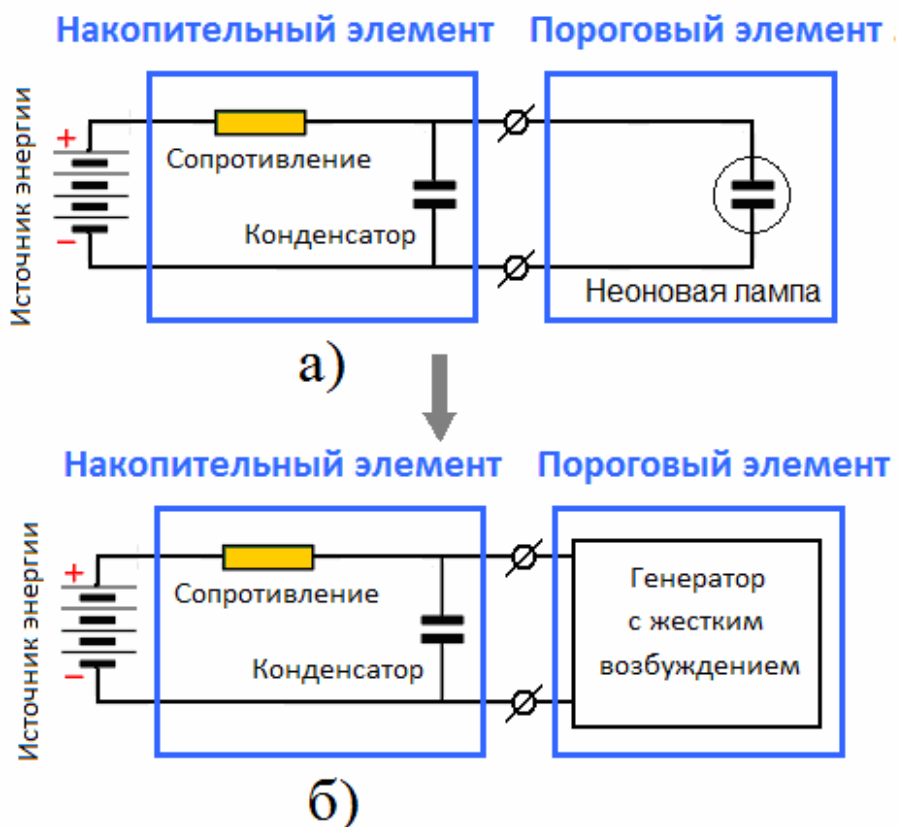 Накопительный элемент
Пороговый элемент
Источник энергии
+
Сопротивление
Конденсатор
−
Неоновая лампа
а)
Накопительный элемент
Пороговый элемент
Источник энергии
+
Сопротивление
Конденсатор
−
Генератор
с жестким
возбуждением
б)